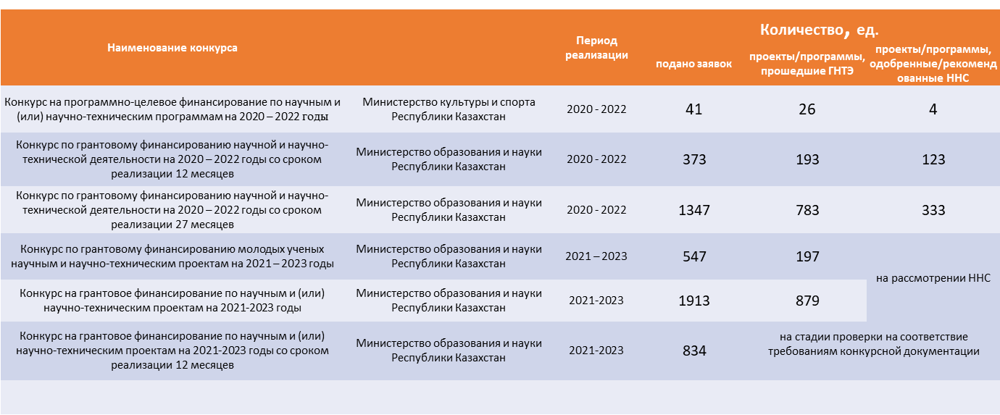 Количество, ед.
Наименование конкурса
Период
реализации
подано заявок
проекты/программы,
прошедшие ГНТЭ
проекты/программы,
одобренные/рекоменд
ованные ННС
Конкурс на программно-целевое финансирование по научным и
(или) научно-техническим программам на 2020 – 2022 годы
Министерство культуры и спорта
Республики Казахстан
2020 - 2022
41
26
4
Конкурс по грантовому финансированию научной и научно-
технической деятельности на 2020 – 2022 годы со сроком
реализации 12 месяцев
Министерство образования и науки
Республики Казахстан
2020 - 2022
373
193
123
Конкурс по грантовому финансированию научной и научно-
технической деятельности на 2020 – 2022 годы со сроком
реализации 27 месяцев
Министерство образования и науки
Республики Казахстан
2020 - 2022
1347
783
333
Конкурс по грантовому финансированию молодых ученых
научным и научно-техническим проектам на 2021 – 2023 годы
Министерство образования и науки
Республики Казахстан
2021 – 2023
547
197
на рассмотрении ННС
Конкурс на грантовое финансирование по научным и (или)
научно-техническим проектам на 2021-2023 годы
Министерство образования и науки
Республики Казахстан
2021-2023
1913
879
Конкурс на грантовое финансирование по научным и (или)
научно-техническим проектам на 2021-2023 годы со сроком
реализации 12 месяцев
Министерство образования и науки
Республики Казахстан
2021-2023
834
на стадии проверки на соответствие
требованиям конкурсной документации